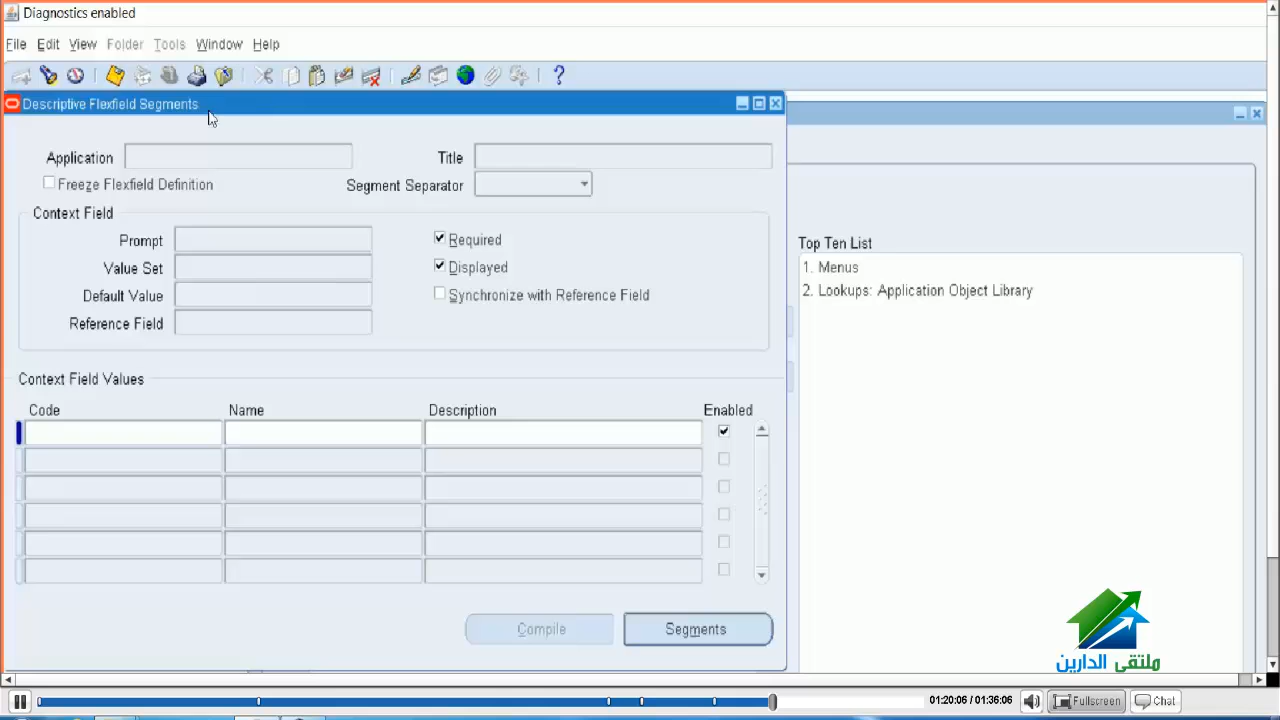 Diagnostics enabled
File Edit View Folder Tools Window Help
Descriptive Flexfield Segments
Application
Title
Freeze Flexfield Definition
Segment Separator
Context Field
Prompt
Required
Value Set
Displayed
Default Value
Synchronize with Reference Field
Reference Field
Context Field Values
Code Name Description Enabled
Compile Segments
Top Ten List
1. Menus
2. Lookups: Application Object Library
ملتقى الدارين
01:20:06 / 01:36:06 Fullscreen Chat